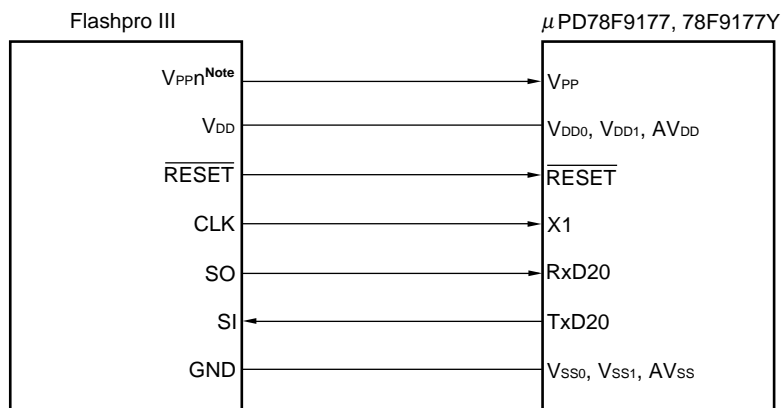 Flashpro III
μPD78F9177, 78F9177Y
VPPnNote
VPP
VDD
VDD0, VDD1, AVDD
RESET
RESET
CLK
X1
SO
RxD20
SI
TxD20
GND
VSS0, VSS1, AVSS